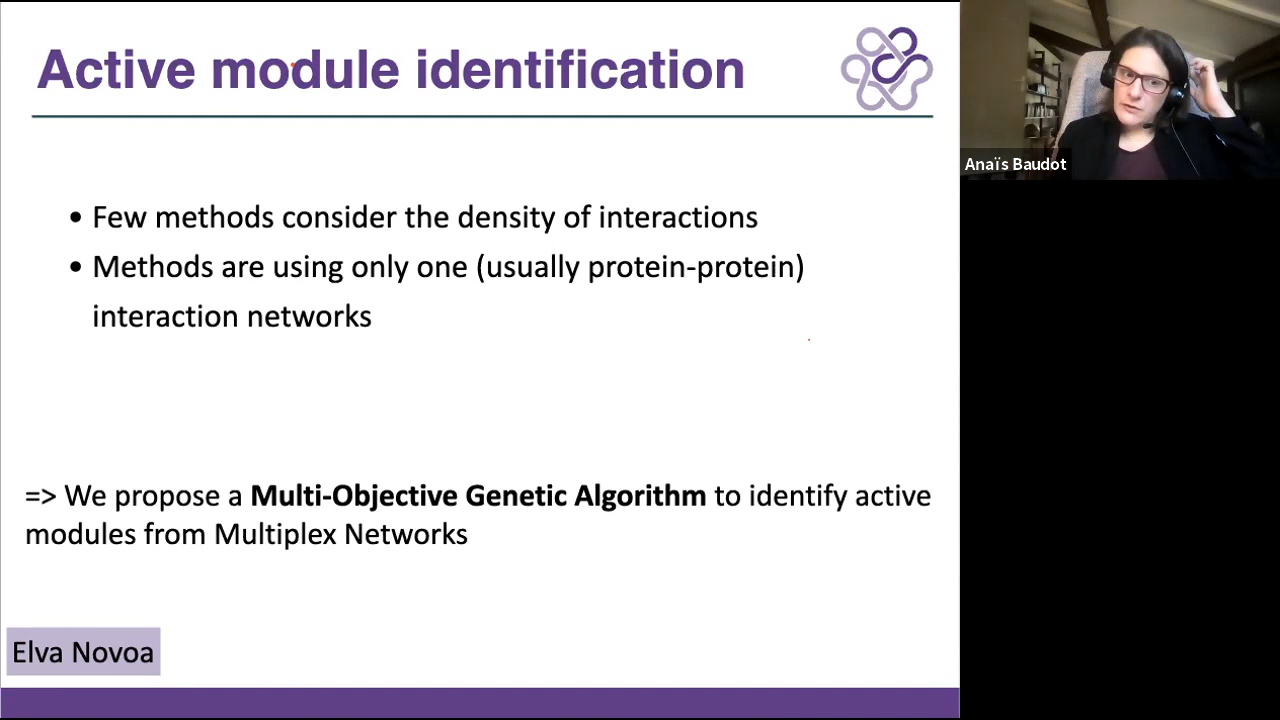 Active module identification
• Few methods consider the density of interactions
• Methods are using only one (usually protein-protein)
interaction networks
=> We propose a Multi-Objective Genetic Algorithm to identify active
modules from Multiplex Networks
Elva Novoa
Anaïs Baudot